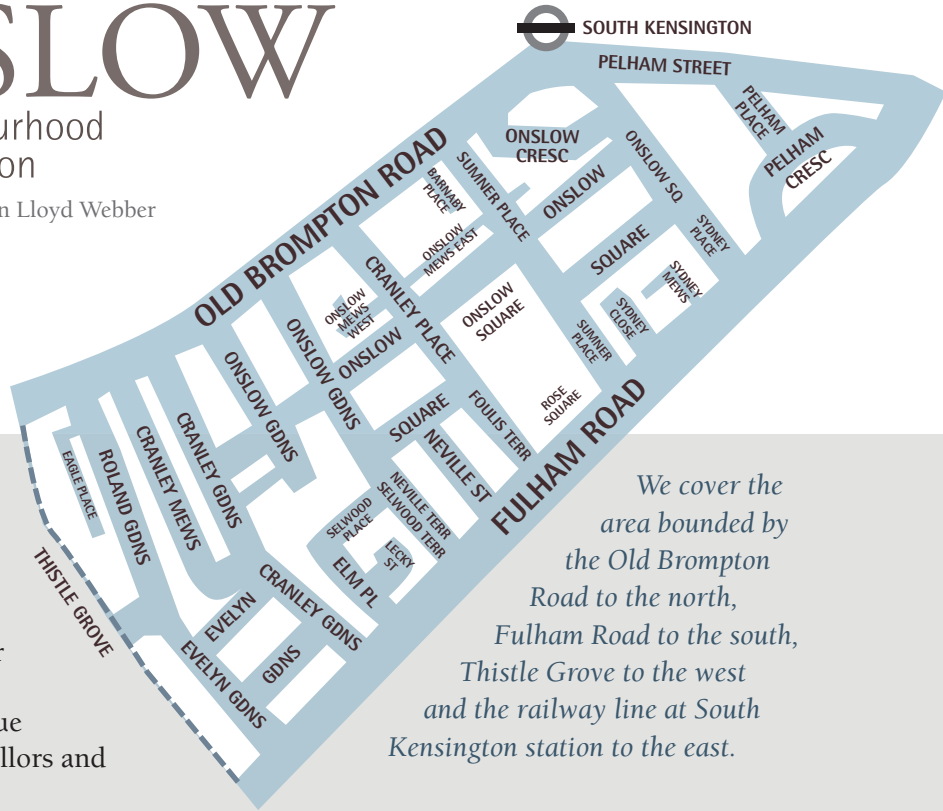 SLOW
urhood
on
n Lloyd Webber
SOUTH KENSINGTON
PELHAM STREET
PELHAM
PLACE
PELHAM
CRESC
ONSLOW
CRESC
ONSLOW SQ
OLD BROMPTON ROAD
BARNABY
PLACE
SUMNER PLACE
ONSLOW
SQUARE
SYDNEY
PLACE
SYDNEY
MEWS
ONSLOW
MEWS EAST
CRANLEY PLACE
ONSLOW
SQUARE
SYDNEY
CLOSE
SUMNER
PLACE
ONSLOW
MEWS
WEST
ONSLOW
SQUARE
ONSLOW GDNS
ONSLOW GDNS
ROSE
SQUARE
FOULIS TERR
FULHAM ROAD
NEVILLE ST
NEVILLE TERR
SELWOOD TERR
SELWOOD
PLACE
LECKY
ST
ELM PL
CRANLEY GDNS
CRANLEY MEWS
ROLAND GDNS
EAGLE PLACE
THISTLE GROVE
CRANLEY GDNS
EVELYN
GDNS
EVELYN GDNS
We cover the
area bounded by
the Old Brompton
Road to the north,
Fulham Road to the south,
Thistle Grove to the west
and the railway line at South
Kensington station to the east.
r
ue
llors and